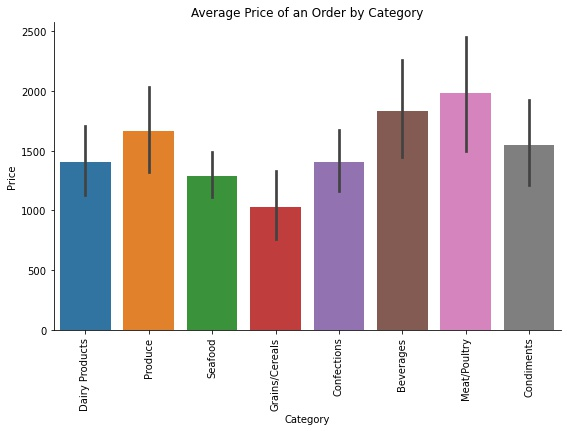 Average Price of an Order by Category
2500
2000
1500
1000
500
0
Price
Dairy Products
Produce
Seafood
Grains/Cereals
Confections
Beverages
Meat/Poultry
Condiments
Category